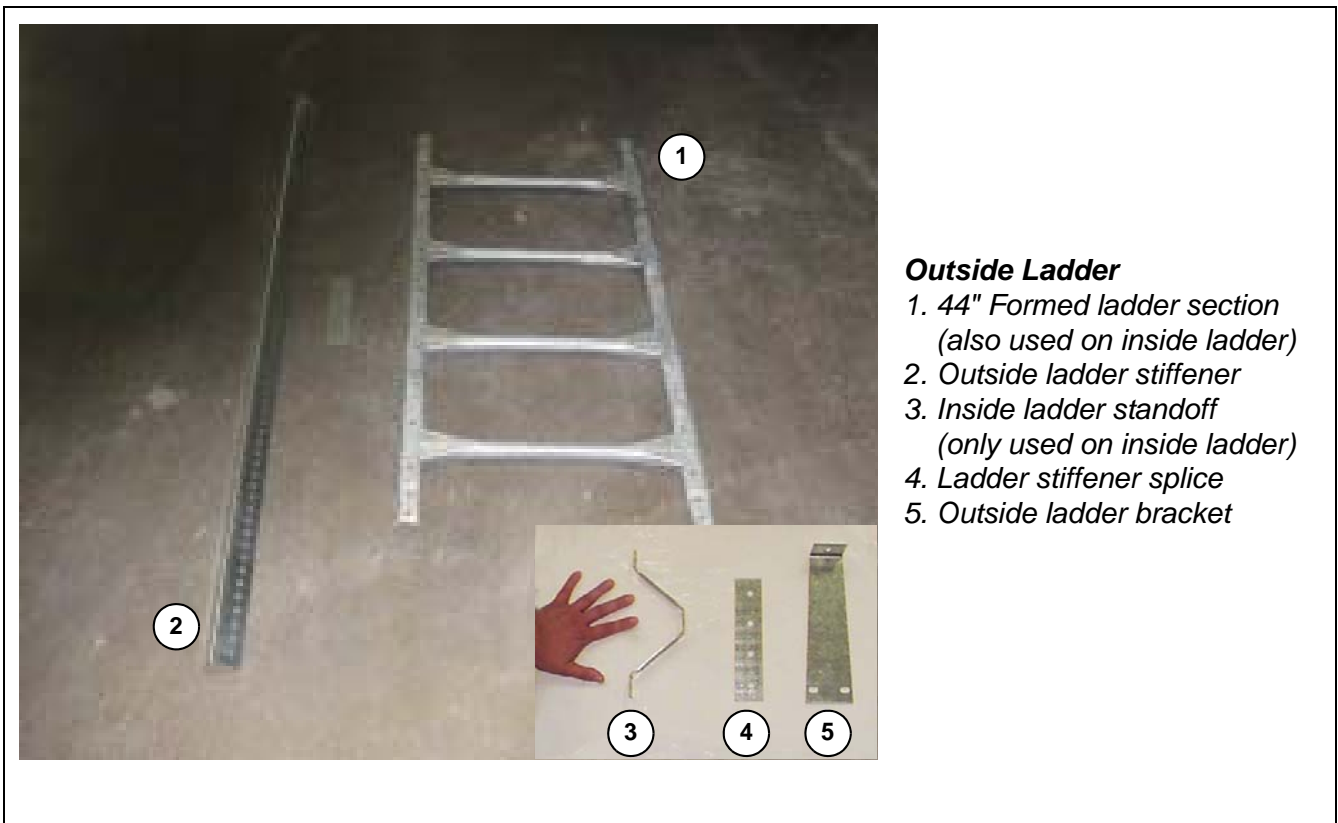 1
2
3
4
5
Outside Ladder
1. 44" Formed ladder section
(also used on inside ladder)
2. Outside ladder stiffener
3. Inside ladder standoff
(only used on inside ladder)
4. Ladder stiffener splice
5. Outside ladder bracket